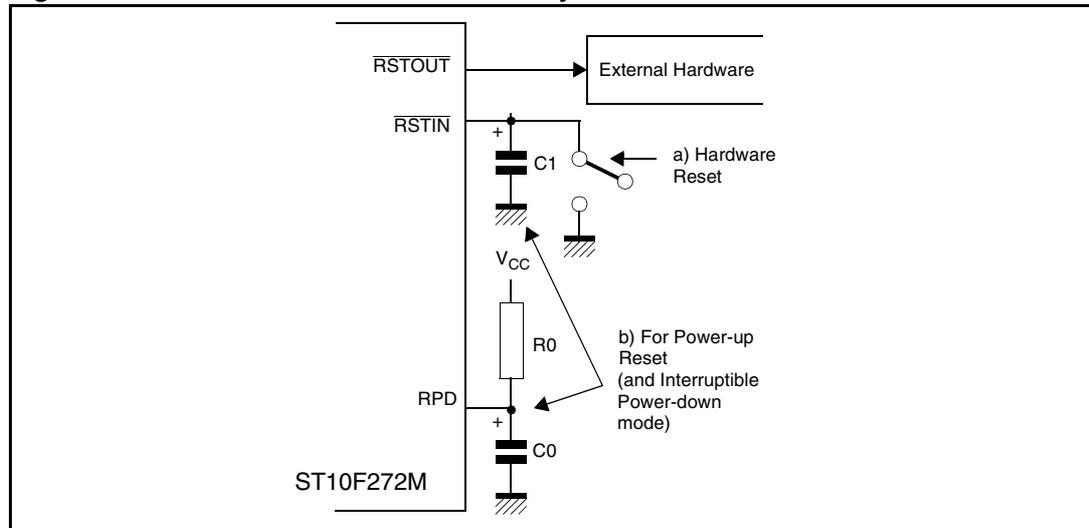 RSTOUT
External Hardware
RSTIN
+
C1
a) Hardware
Reset
VCC
R0
b) For Power-up
Reset
(and Interruptible
Power-down
mode)
RPD
+
C0
ST10F272M